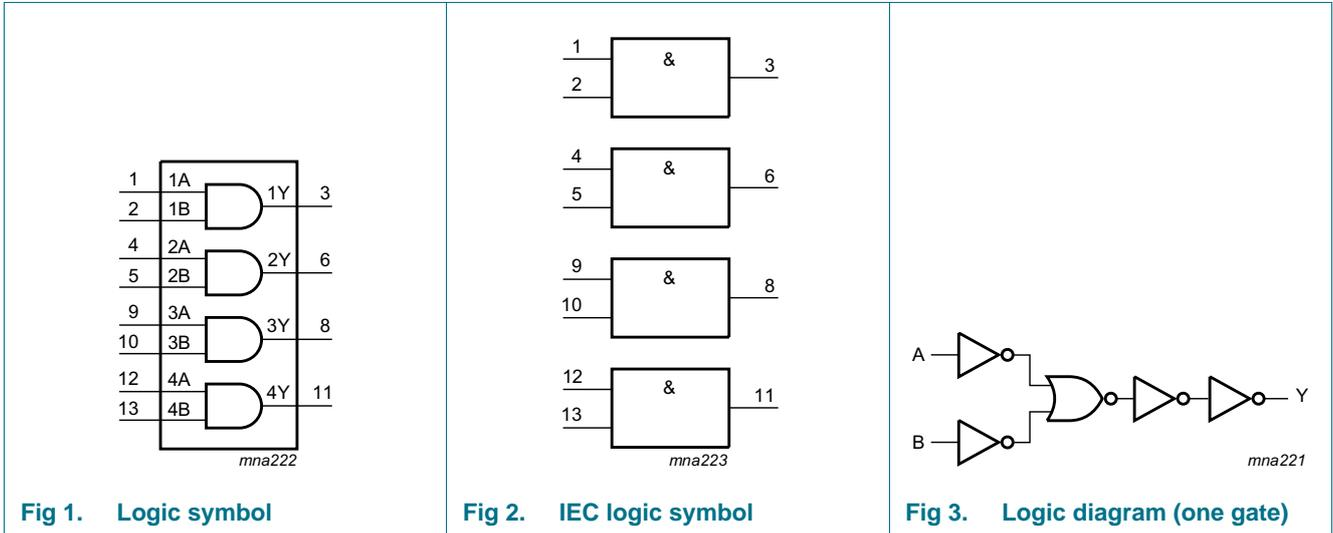 1 1A 1Y 3
2 1B
4 2A 2Y 6
5 2B
9 3A 3Y 8
10 3B
12 4A 4Y 11
13 4B
mna222
Fig 1. Logic symbol
1 & 3
2
4 & 6
5
9 & 8
10
12 & 11
13
mna223
Fig 2. IEC logic symbol
A
B
Y
mna221
Fig 3. Logic diagram (one gate)